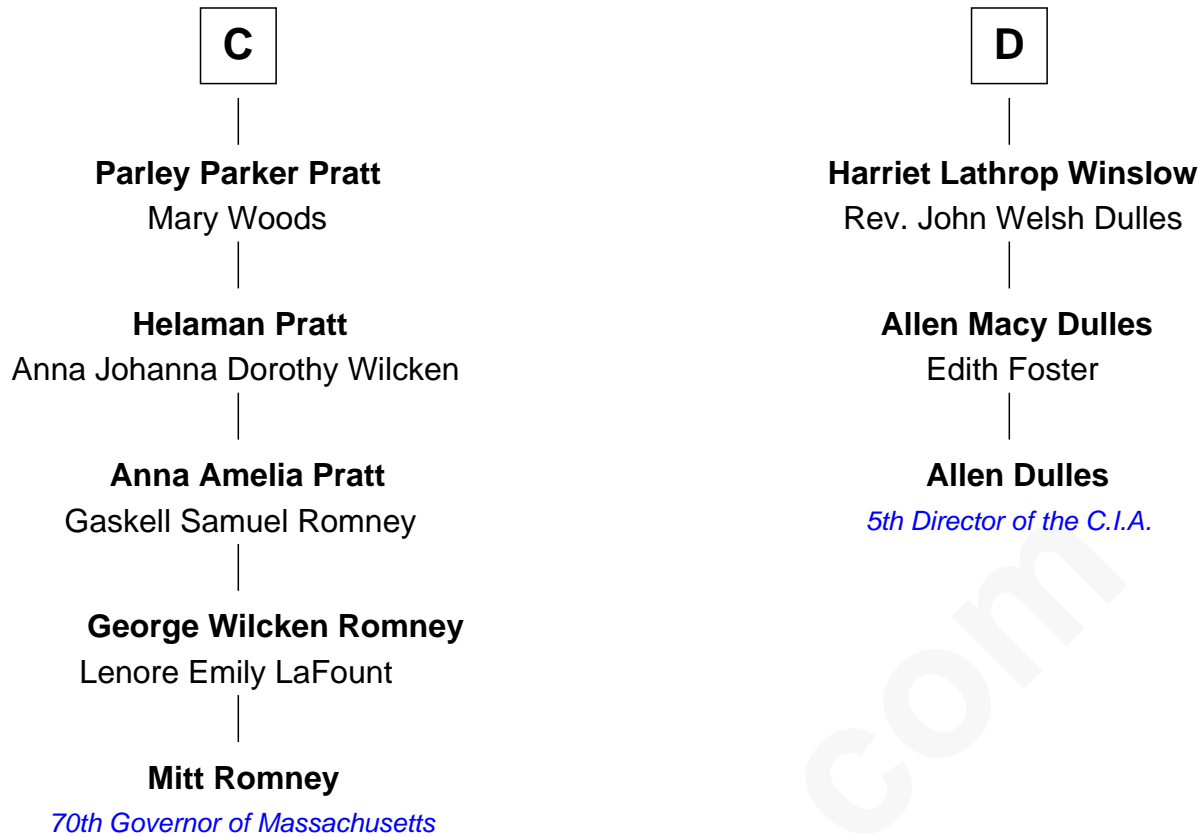 C
Parley Parker Pratt
Mary Woods
Helaman Pratt
Anna Johanna Dorothy Wilcken
Anna Amelia Pratt
Gaskell Samuel Romney
George Wilcken Romney
Lenore Emily LaFount
Mitt Romney
70th Governor of Massachusetts
D
Harriet Lathrop Winslow
Rev. John Welsh Dulles
Allen Macy Dulles
Edith Foster
Allen Dulles
5th Director of the C.I.A.
com